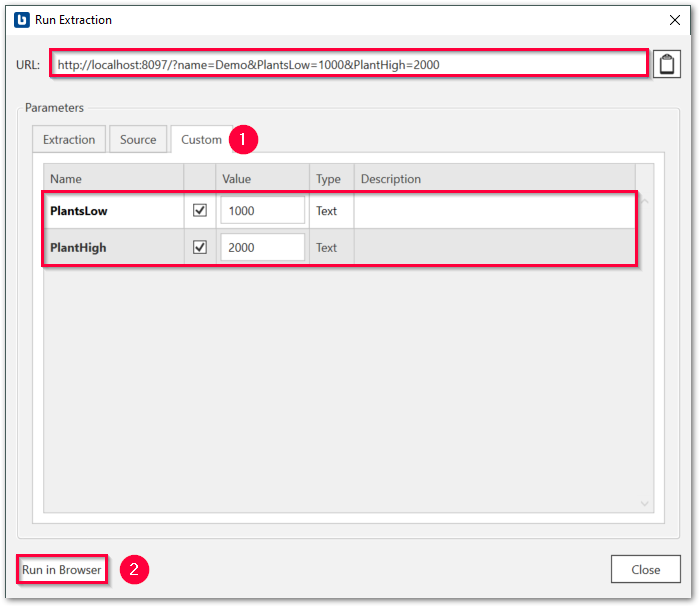 Run Extraction
URL: http://localhost:8097/?name=Demo&PlantsLow=1000&PlantHigh=2000
Parameters
Extraction Source Custom 1
Name Value Type Description
PlantsLow 1000 Text
PlantHigh 2000 Text
Run in Browser 2 Close